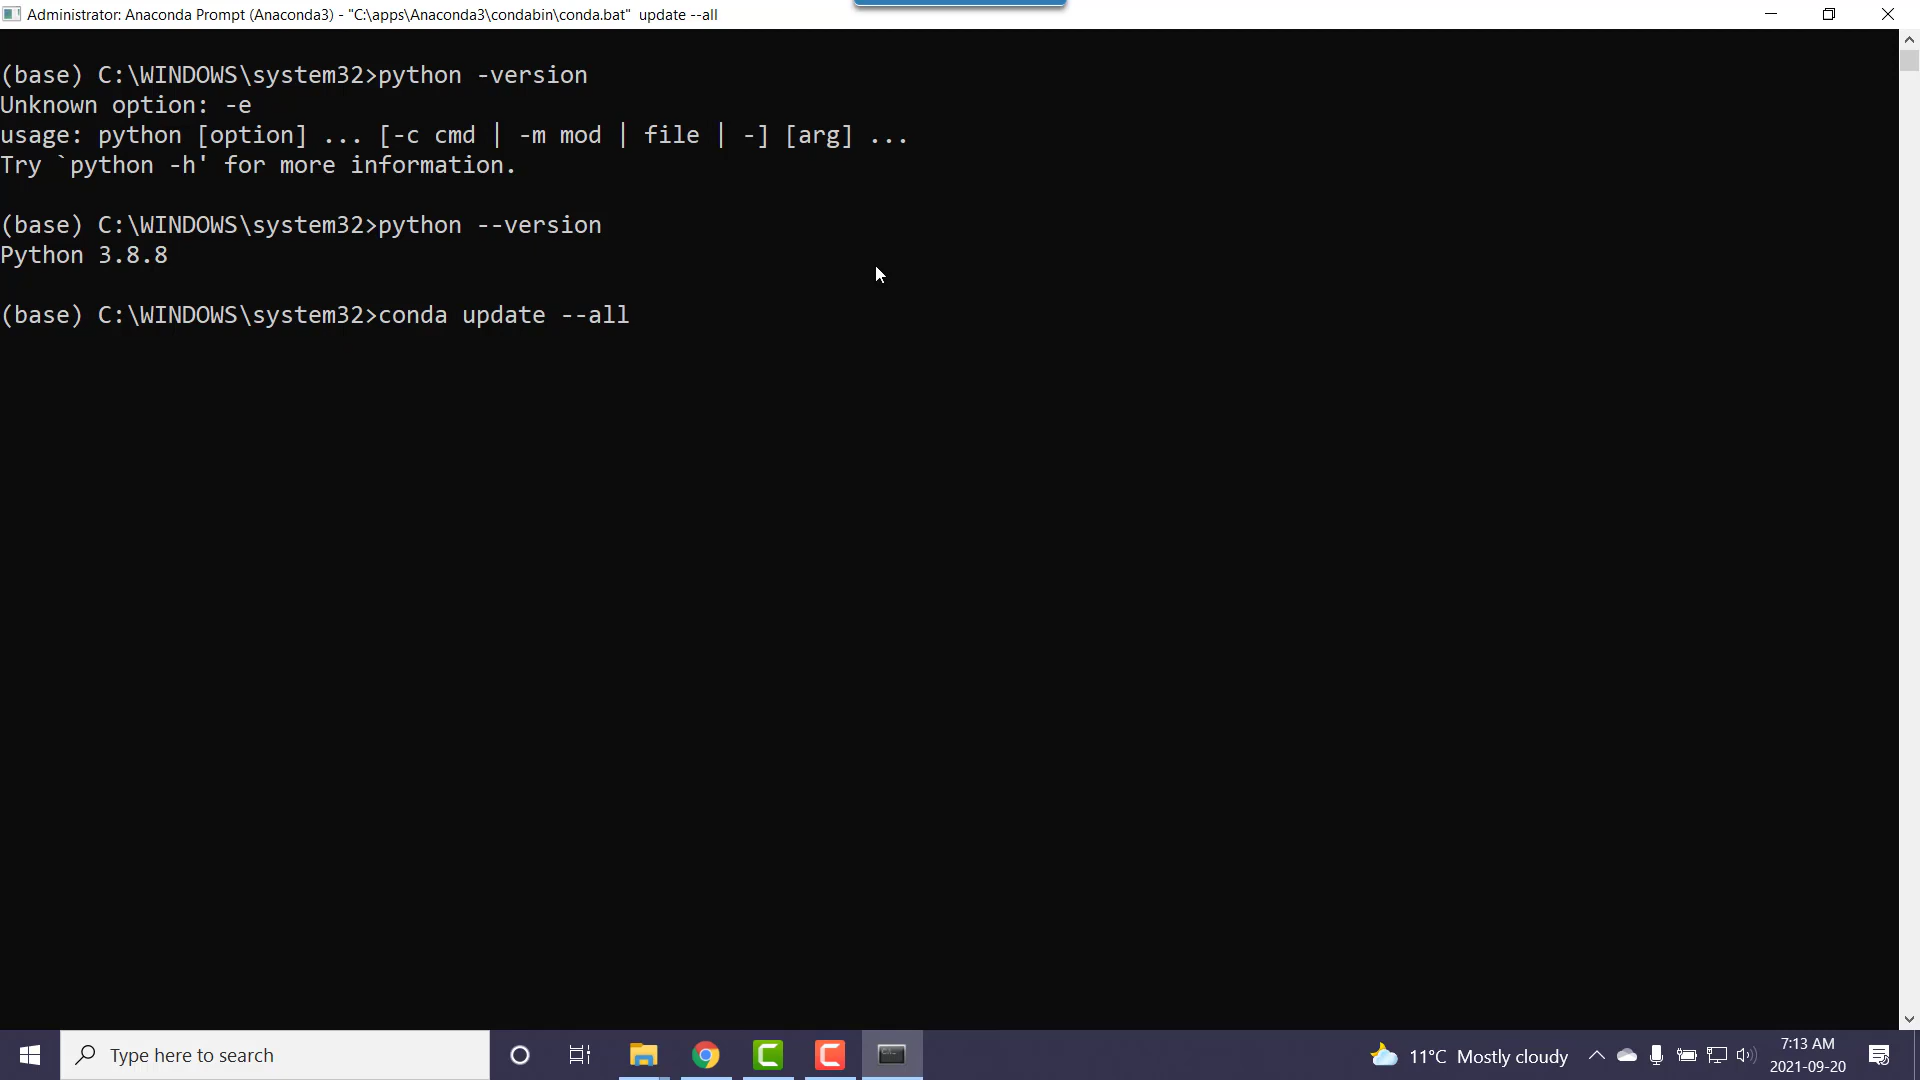 Administrator: Anaconda Prompt (Anaconda3) - "C:\apps\Anaconda3\condabin\conda.bat"  update --all
(base) C:\WINDOWS\system32>python -version
Unknown option: -e
usage: python [option] ... [-c cmd | -m mod | file | -] [arg] ...
Try `python -h' for more information.
(base) C:\WINDOWS\system32>python --version
Python 3.8.8
(base) C:\WINDOWS\system32>conda update --all
Type here to search
11°C Mostly cloudy
7:13 AM
2021-09-20